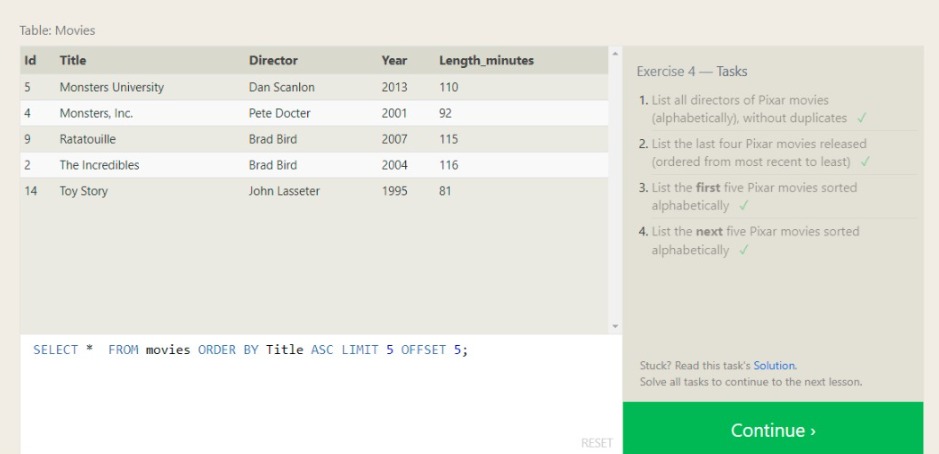 Table: Movies
Id Title Director Year Length_minutes
5 Monsters University Dan Scanlon 2013 110
4 Monsters, Inc. Pete Docter 2001 92
9 Ratatouille Brad Bird 2007 115
2 The Incredibles Brad Bird 2004 116
14 Toy Story John Lasseter 1995 81
SELECT *  FROM movies ORDER BY Title ASC LIMIT 5 OFFSET 5;
RESET
Exercise 4 — Tasks
1. List all directors of Pixar movies
(alphabetically), without duplicates ✓
2. List the last four Pixar movies released
(ordered from most recent to least) ✓
3. List the first five Pixar movies sorted
alphabetically ✓
4. List the next five Pixar movies sorted
alphabetically ✓
Stuck? Read this task's Solution.
Solve all tasks to continue to the next lesson.
Continue ›